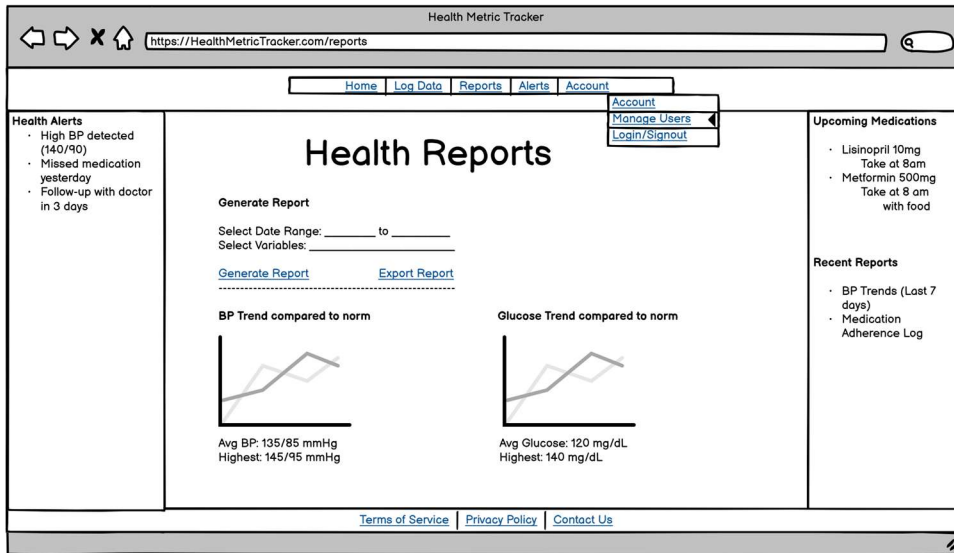 Health Metric Tracker
https://HealthMetricTracker.com/reports
Home Log Data Reports Alerts Account
Account
Manage Users
Login/Signout
Health Alerts
· High BP detected
(140/90)
· Missed medication
yesterday
· Follow-up with doctor
in 3 days
Health Reports
Generate Report
Select Date Range: ________ to ________
Select Variables: ____________________
Generate Report Export Report
BP Trend compared to norm
Avg BP: 135/85 mmHg
Highest: 145/95 mmHg
Glucose Trend compared to norm
Avg Glucose: 120 mg/dL
Highest: 140 mg/dL
Upcoming Medications
· Lisinopril 10mg
Take at 8am
· Metformin 500mg
Take at 8 am
with food
Recent Reports
· BP Trends (Last 7
days)
· Medication
Adherence Log
Terms of Service Privacy Policy Contact Us